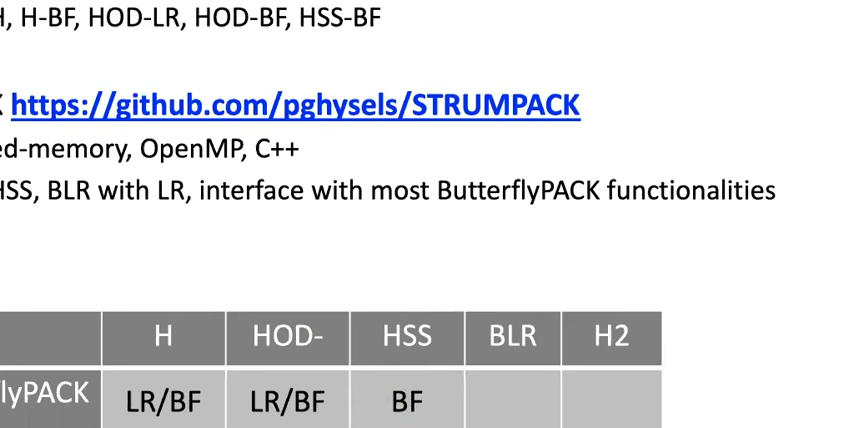 H, H-BF, HOD-LR, HOD-BF, HSS-BF
https://github.com/pghysels/STRUMPACK
ed-memory, OpenMP, C++
HSS, BLR with LR, interface with most ButterflyPACK functionalities
H HOD- HSS BLR H2
lyPACK LR/BF LR/BF BF